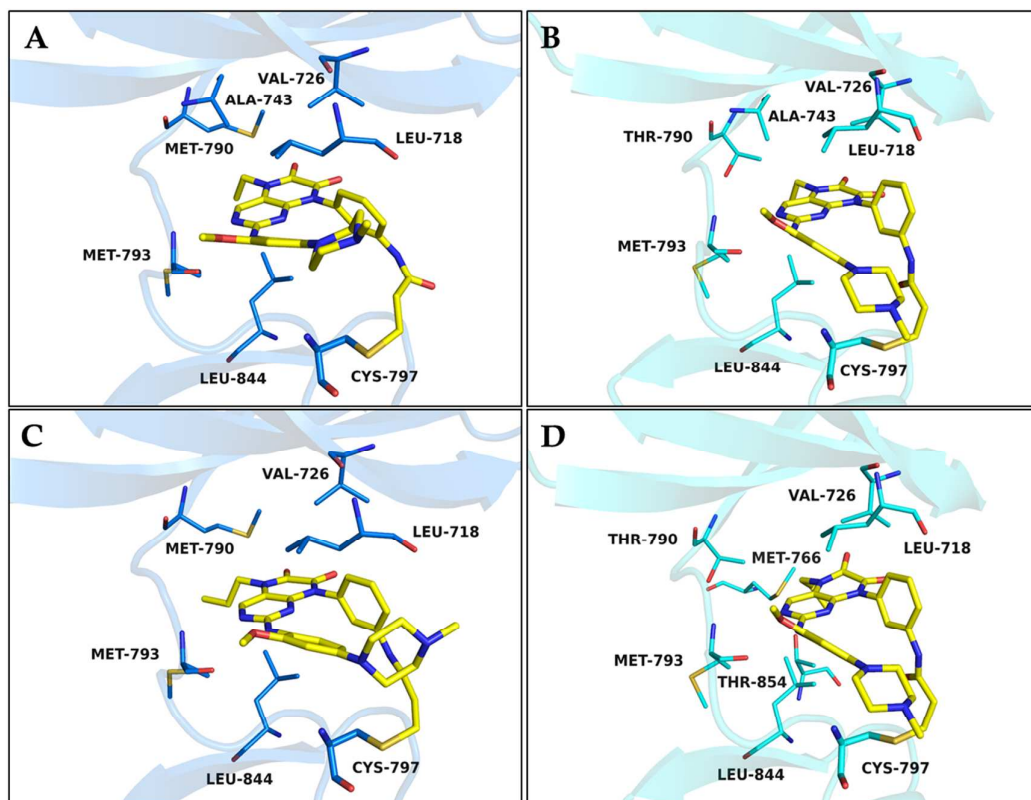 A
VAL-726
ALA-743
MET-790
LEU-718
MET-793
LEU-844
CYS-797
B
VAL-726
ALA-743
THR-790
LEU-718
MET-793
LEU-844
CYS-797
C
VAL-726
LEU-718
MET-790
MET-793
LEU-844
CYS-797
D
VAL-726
THR-790
LEU-718
MET-766
MET-793
THR-854
LEU-844
CYS-797